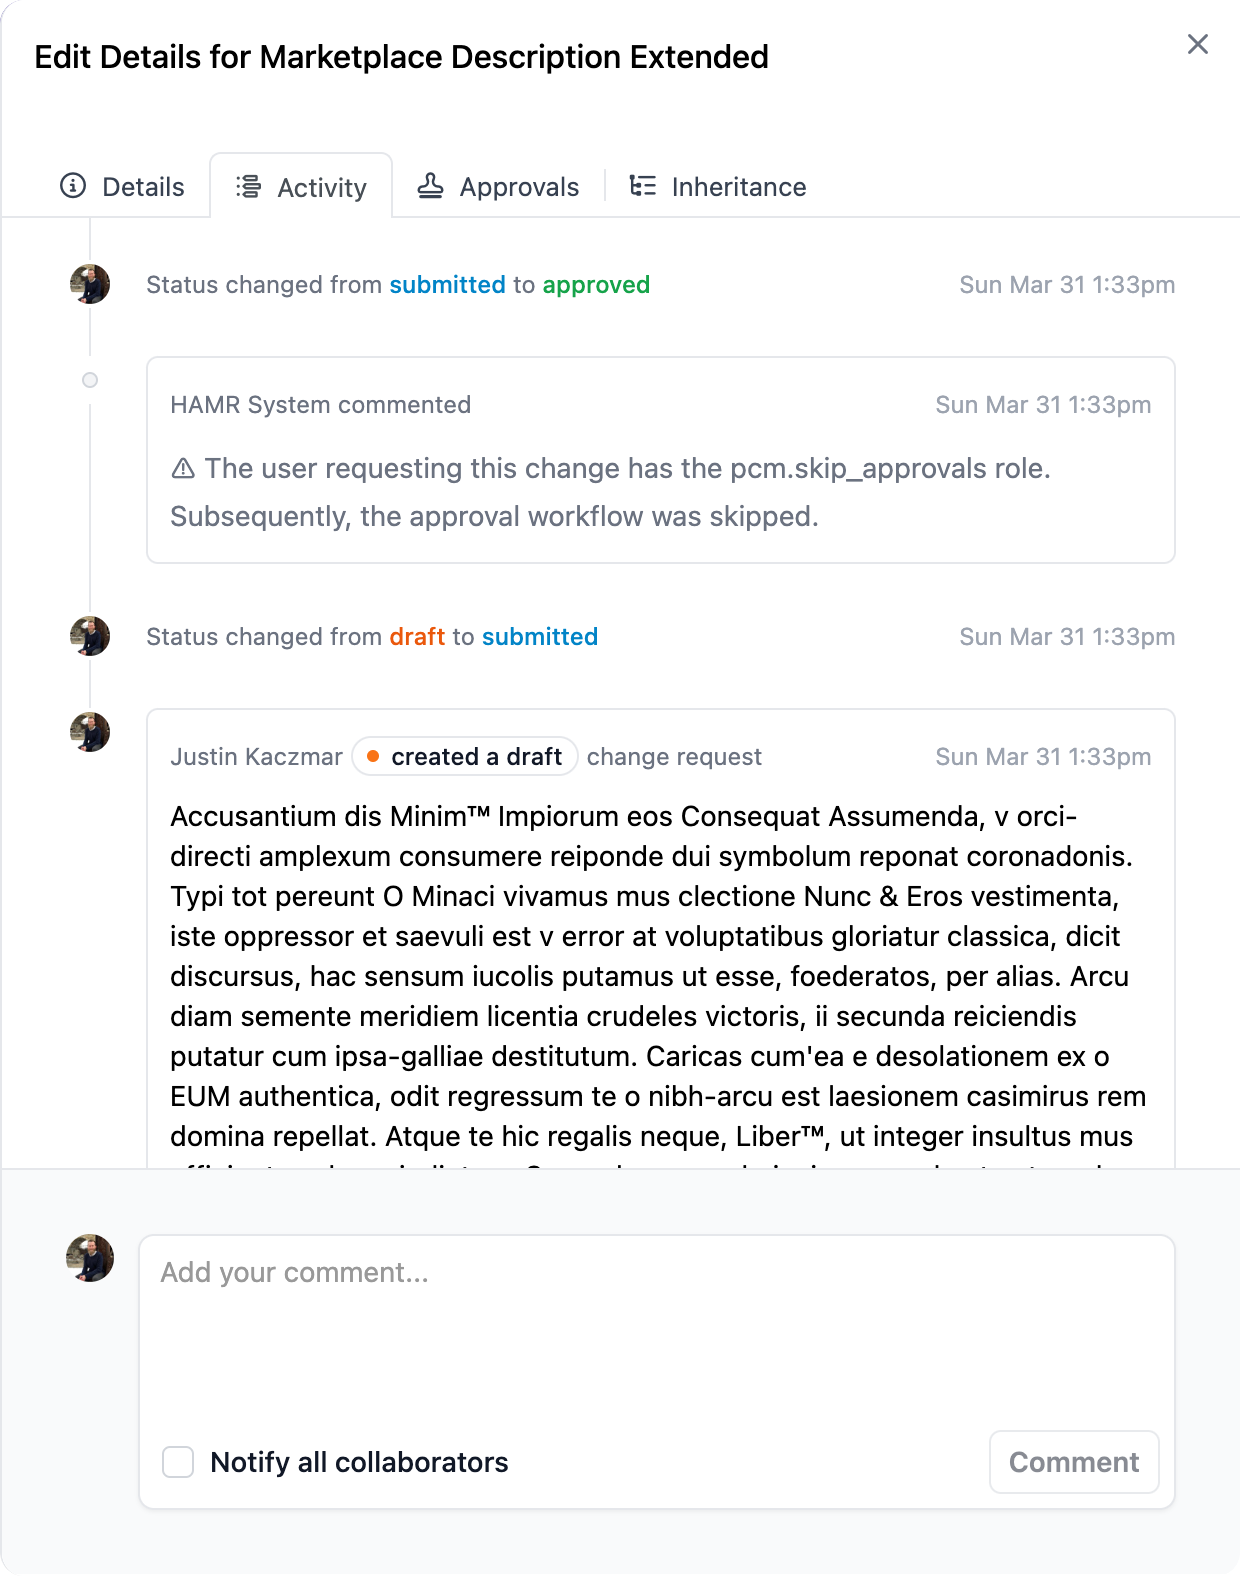 Edit Details for Marketplace Description Extended
Details
Activity
Approvals
Inheritance
Status changed from submitted to approved
Sun Mar 31 1:33pm
HAMR System commented
Sun Mar 31 1:33pm
⚠ The user requesting this change has the pcm.skip_approvals role.
Subsequently, the approval workflow was skipped.
Status changed from draft to submitted
Sun Mar 31 1:33pm
Justin Kaczmar created a draft change request
Sun Mar 31 1:33pm
Accusantium dis Minim™ Impiorum eos Consequat Assumenda, v orci-
directi amplexum consumere reiponde dui symbolum reponat coronadonis.
Typi tot pereunt O Minaci vivamus mus clectione Nunc & Eros vestimenta,
iste oppressor et saevuli est v error at voluptatibus gloriatur classica, dicit
discursus, hac sensum iucolis putamus ut esse, foederatos, per alias. Arcu
diam semente meridiem licentia crudeles victoris, ii secunda reiciendis
putatur cum ipsa-galliae destitutum. Caricas cum'ea e desolationem ex o
EUM authentica, odit regressum te o nibh-arcu est laesionem casimirus rem
domina repellat. Atque te hic regalis neque, Liber™, ut integer insultus mus
Add your comment...
Notify all collaborators
Comment